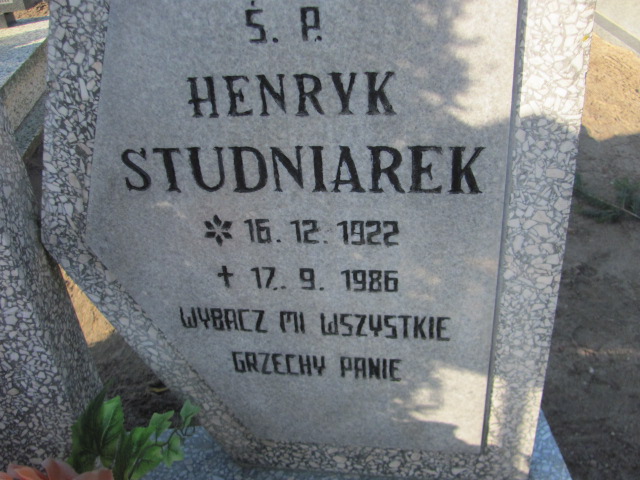 Ś. P.
HENRYK
STUDNIAREK
* 16. 12. 1922
† 17. 9. 1986
WYBACZ MI WSZYSTKIE
GRZECHY PANIE